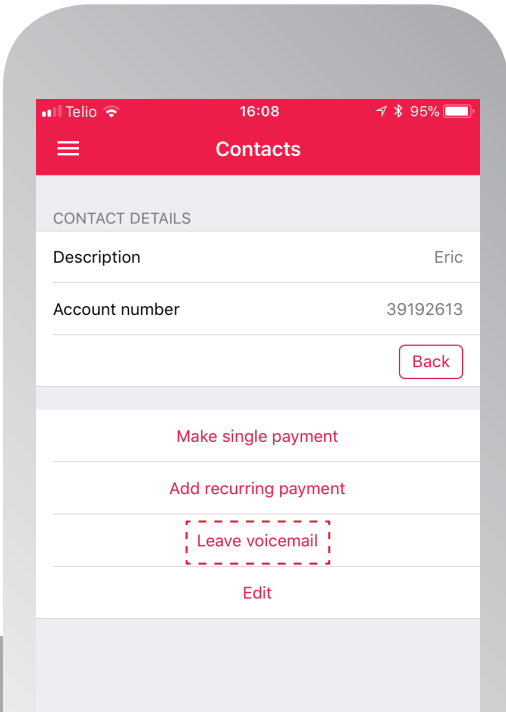 Telio 16:08 95%
Contacts
CONTACT DETAILS
Description Eric
Account number 39192613
Back
Make single payment
Add recurring payment
Leave voicemail
Edit